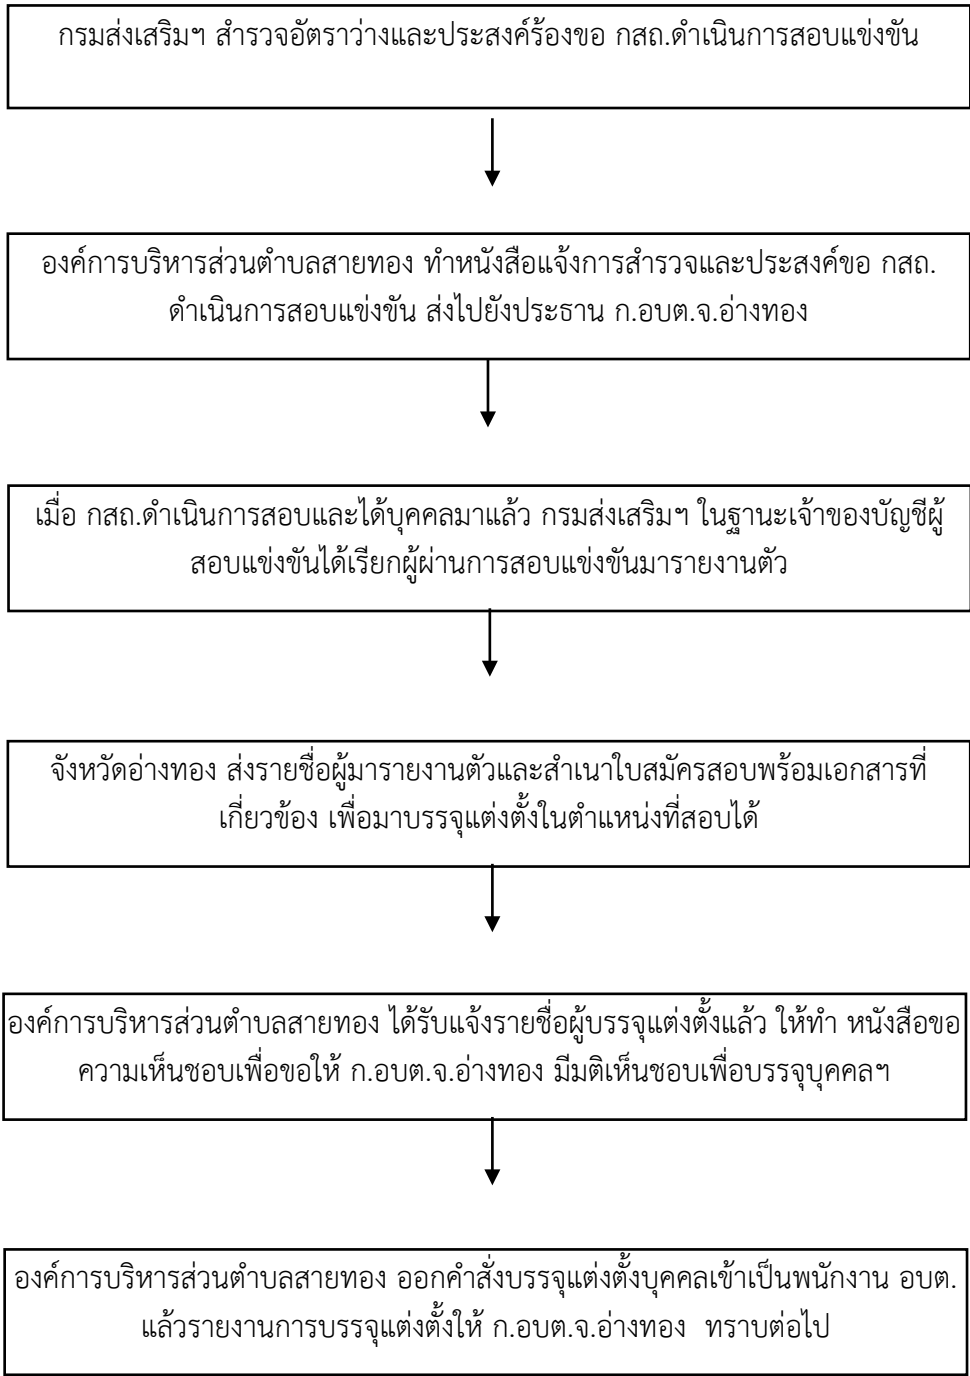 กรมส่งเสริมฯ สำรวจอัตราว่างและประสงค์ร้องขอ กสถ.ดำเนินการสอบแข่งขัน
องค์การบริหารส่วนตำบลสายทอง ทำหนังสือแจ้งการสำรวจและประสงค์ขอ กสถ.
ดำเนินการสอบแข่งขัน ส่งไปยังประธาน ก.อบต.จ.อ่างทอง
เมื่อ กสถ.ดำเนินการสอบและได้บุคคลมาแล้ว กรมส่งเสริมฯ ในฐานะเจ้าของบัญชีผู้
สอบแข่งขันได้เรียกผู้ผ่านการสอบแข่งขันมารายงานตัว
จังหวัดอ่างทอง ส่งรายชื่อผู้มารายงานตัวและสำเนาใบสมัครสอบพร้อมเอกสารที่
เกี่ยวข้อง เพื่อมาบรรจุแต่งตั้งในตำแหน่งที่สอบได้
องค์การบริหารส่วนตำบลสายทอง ได้รับแจ้งรายชื่อผู้บรรจุแต่งตั้งแล้ว ให้ทำ หนังสือขอ
ความเห็นชอบเพื่อขอให้ ก.อบต.จ.อ่างทอง มีมติเห็นชอบเพื่อบรรจุบุคคลฯ
องค์การบริหารส่วนตำบลสายทอง ออกคำสั่งบรรจุแต่งตั้งบุคคลเข้าเป็นพนักงาน อบต.
แล้วรายงานการบรรจุแต่งตั้งให้ ก.อบต.จ.อ่างทอง ทราบต่อไป